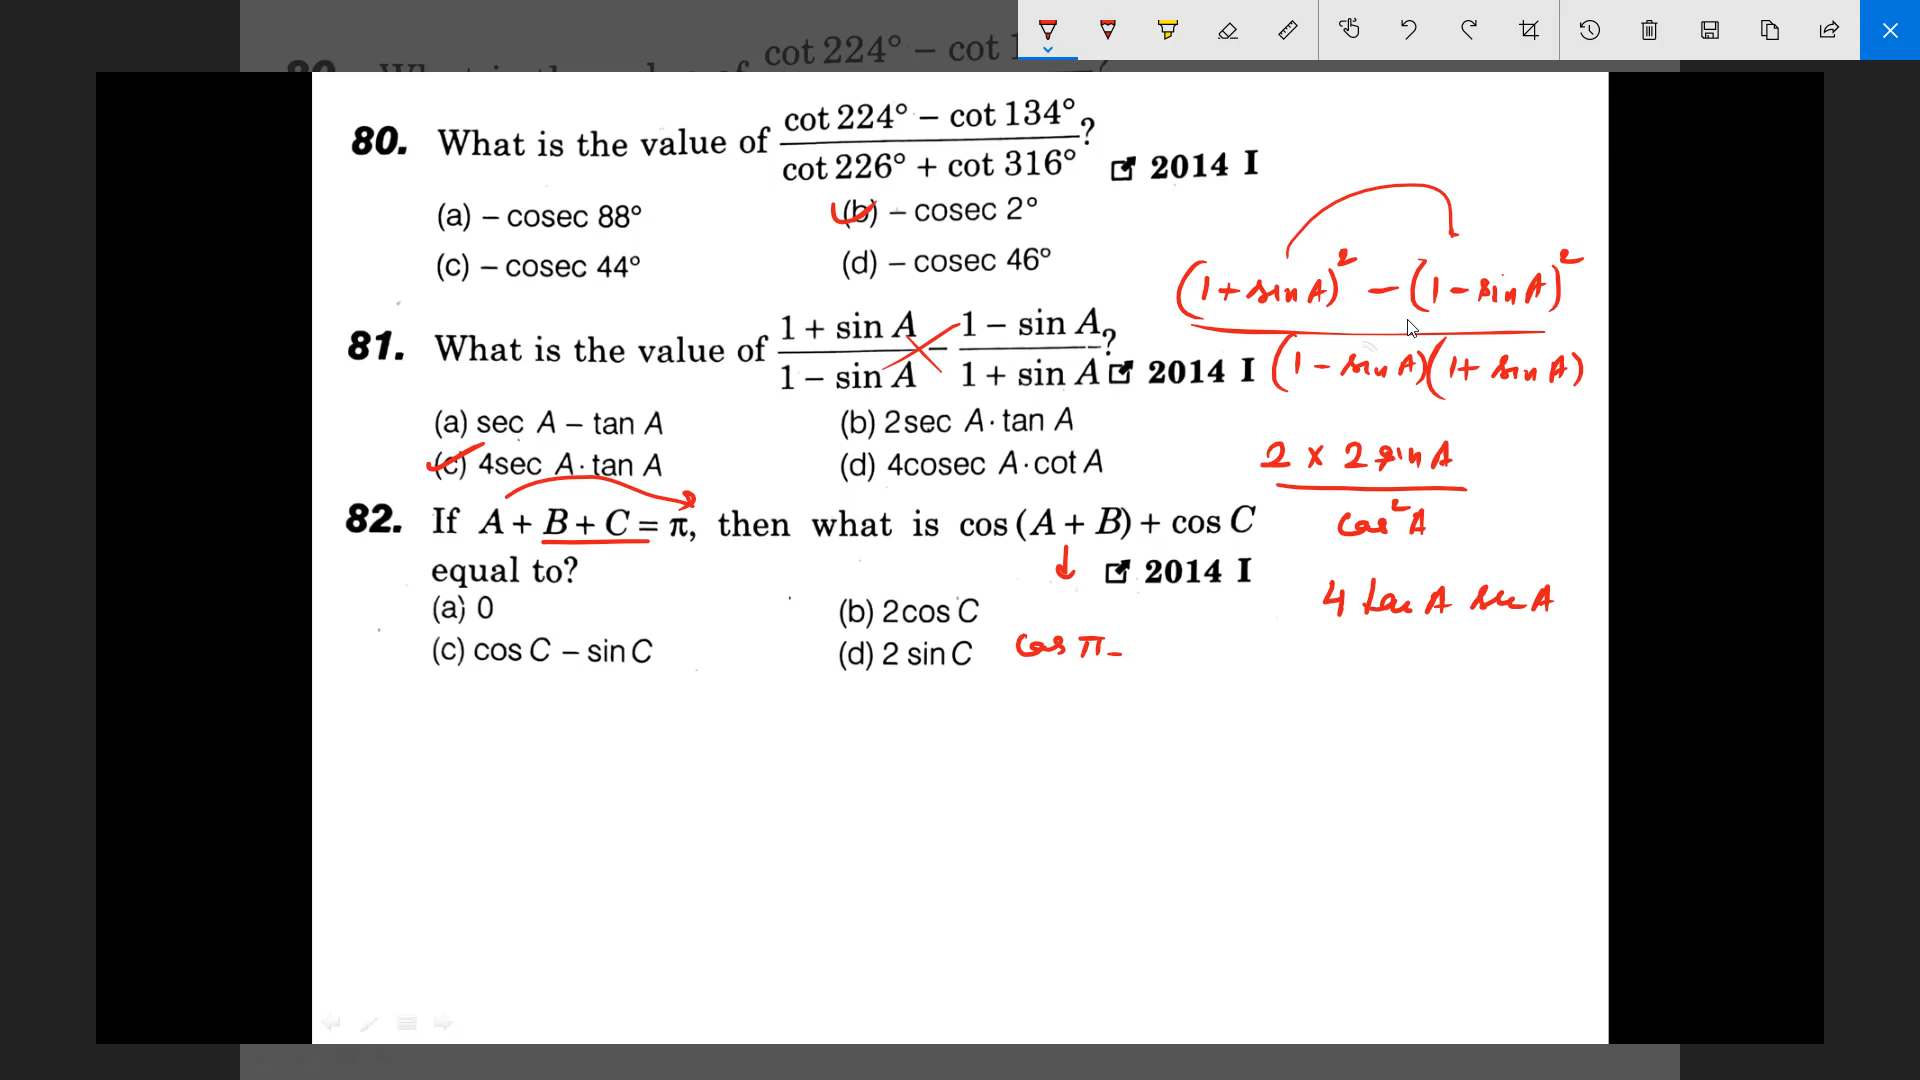 cot 224° – cot 1
80. What is the value of (cot 224° – cot 134°)/(cot 226° + cot 316°)? 2014 I
(a) – cosec 88° (b) – cosec 2°
(c) – cosec 44° (d) – cosec 46°
81. What is the value of (1 + sin A)/(1 – sin A) – (1 – sin A)/(1 + sin A)? 2014 I
(a) sec A – tan A (b) 2sec A · tan A
(c) 4sec A · tan A (d) 4cosec A · cot A
82. If A + B + C = π, then what is cos (A + B) + cos C
equal to? 2014 I
(a) 0 (b) 2cos C
(c) cos C – sin C (d) 2 sin C
cos π –
(1 + sin A)² – (1 – sin A)²
(1 – sin A)(1 + sin A)
2 × 2 sin A
cos² A
4 tan A sec A